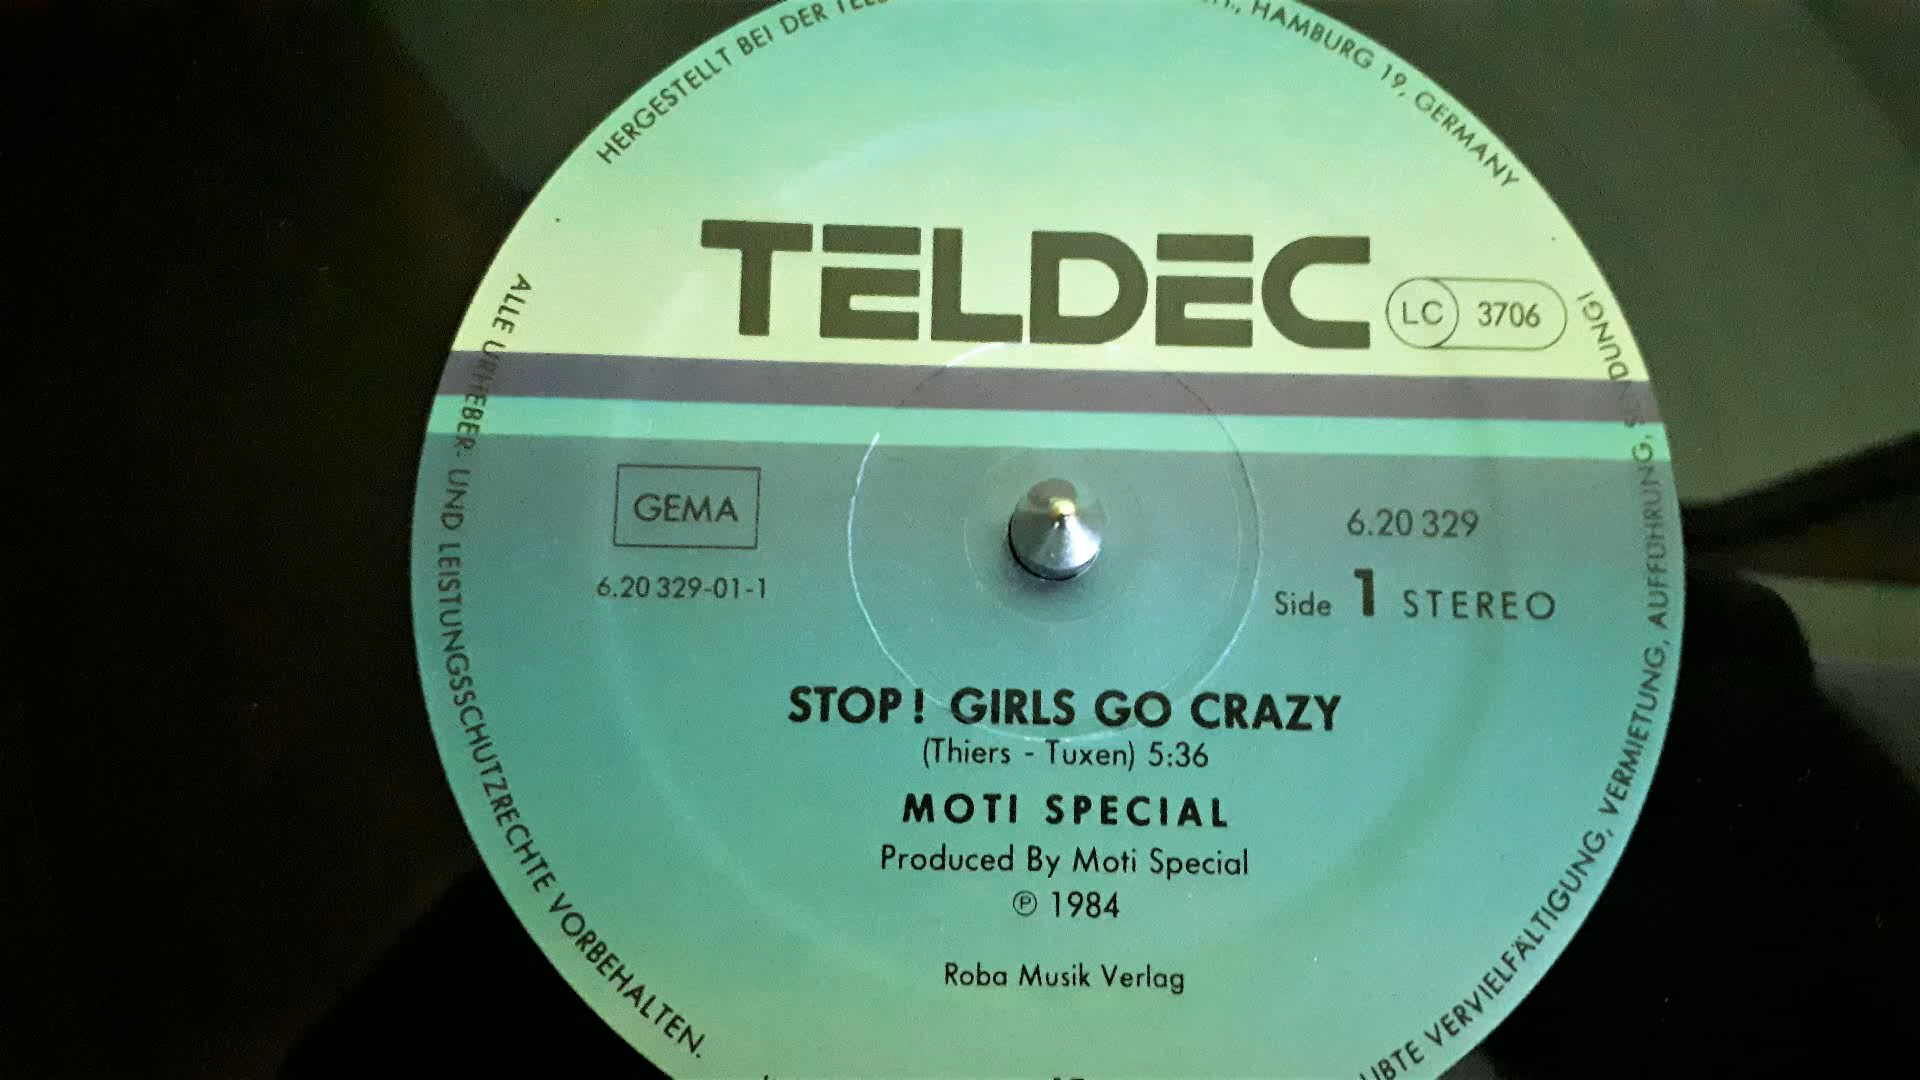 HERGESTELLT BEI DER
HAMBURG 19, GERMANY
TELDEC
LC 3706
GEMA
6.20 329-01-1
6.20 329
Side 1 STEREO
STOP! GIRLS GO CRAZY
(Thiers - Tuxen) 5:36
MOTI SPECIAL
Produced By Moti Special
℗ 1984
Roba Musik Verlag
ALLE URHEBER- UND LEISTUNGSSCHUTZRECHTE VORBEHALTEN.
VERVIELFÄLTIGUNG, VERMIETUNG, AUFFÜHRUNG,